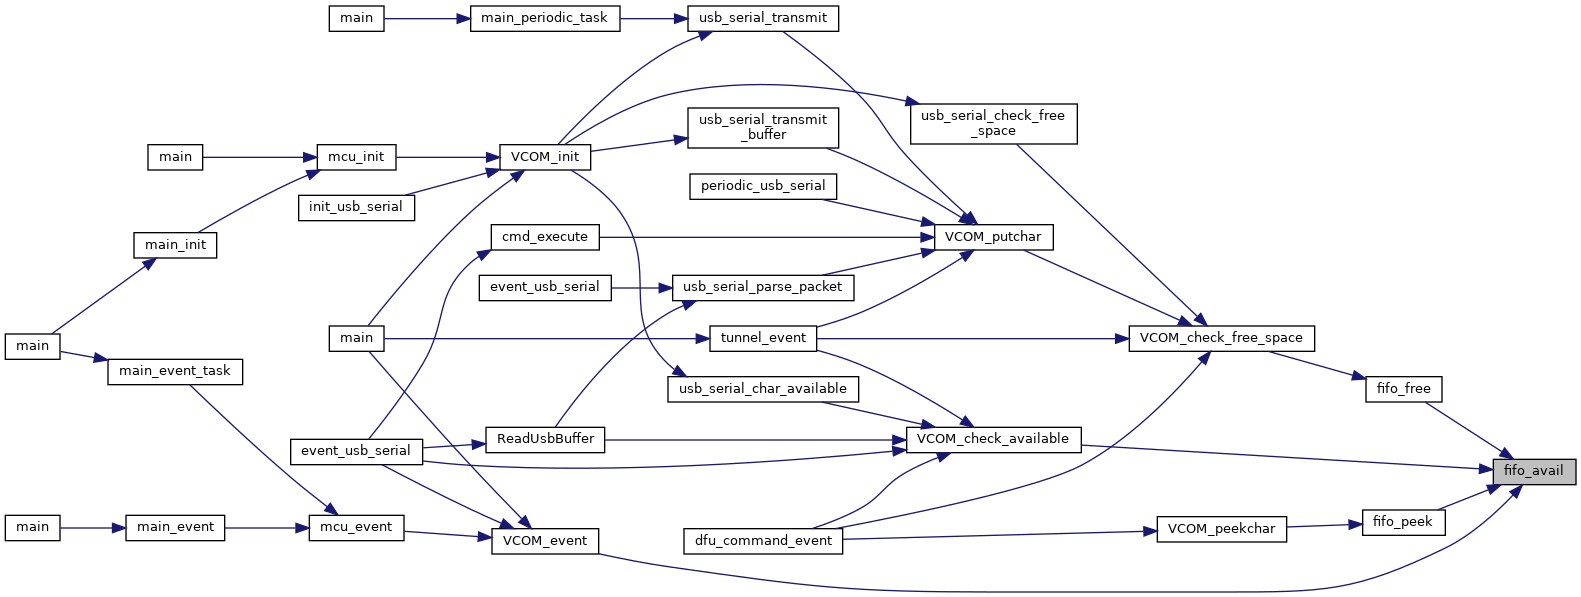 main
main_periodic_task
usb_serial_transmit
usb_serial_transmit
_buffer
usb_serial_check_free
_space
main
mcu_init
VCOM_init
init_usb_serial
periodic_usb_serial
main_init
cmd_execute
VCOM_putchar
event_usb_serial
usb_serial_parse_packet
main
main
tunnel_event
VCOM_check_free_space
main_event_task
usb_serial_char_available
fifo_free
event_usb_serial
ReadUsbBuffer
VCOM_check_available
fifo_avail
main
main_event
mcu_event
VCOM_event
dfu_command_event
VCOM_peekchar
fifo_peek